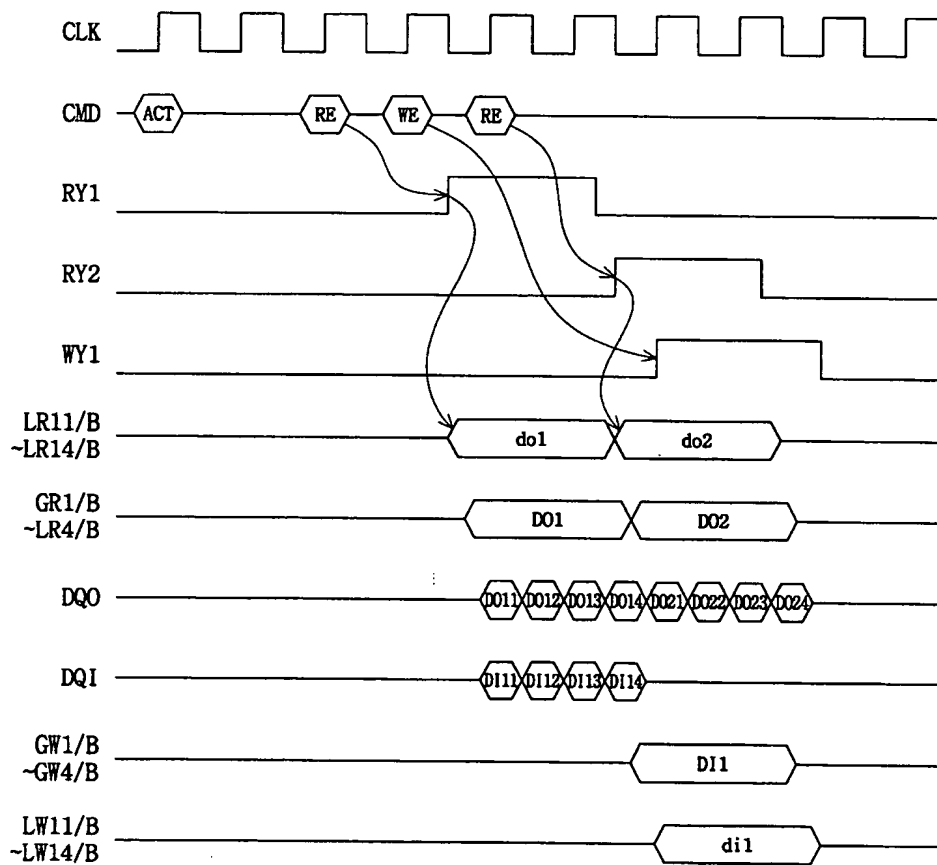 CLK
CMD ACT RE WE RE
RY1
RY2
WY1
LR11/B
~LR14/B do1 do2
GR1/B
~LR4/B DO1 DO2
DQO DO11 DO12 DO13 DO14 DO21 DO22 DO23 DO24
DQI DI11 DI12 DI13 DI14
GW1/B
~GW4/B DI1
LW11/B
~LW14/B di1